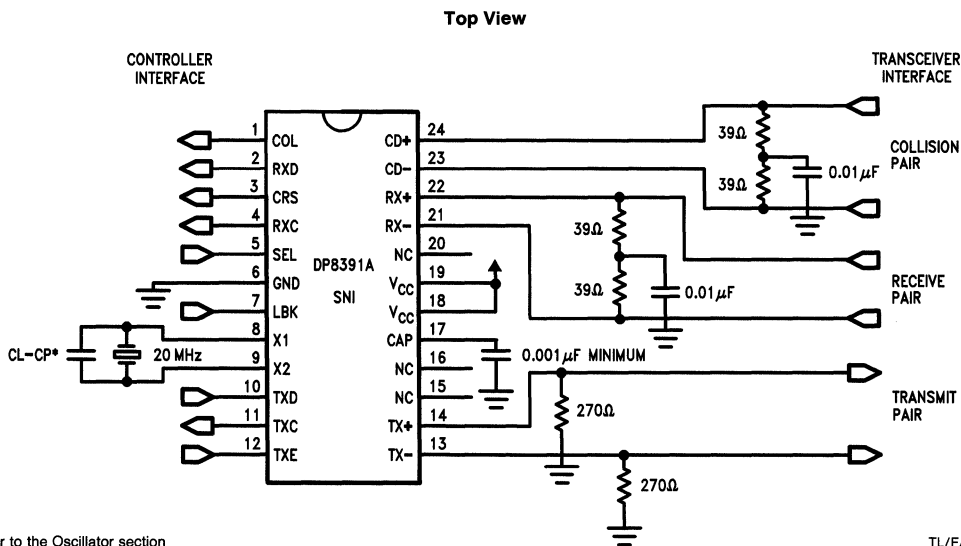 Top View
CONTROLLER
INTERFACE
TRANSCEIVER
INTERFACE
1 COL
2 RXD
3 CRS
4 RXC
5 SEL
6 GND
7 LBK
8 X1
9 X2
10 TXD
11 TXC
12 TXE
DP8391A
SNI
CD+ 24
CD- 23
RX+ 22
RX- 21
NC 20
VCC 19
VCC 18
CAP 17
NC 16
NC 15
TX+ 14
TX- 13
CL-CP*
20 MHz
39Ω
39Ω
0.01μF
COLLISION
PAIR
39Ω
39Ω
0.01μF
RECEIVE
PAIR
0.001μF MINIMUM
270Ω
270Ω
TRANSMIT
PAIR
r to the Oscillator section
TL/F